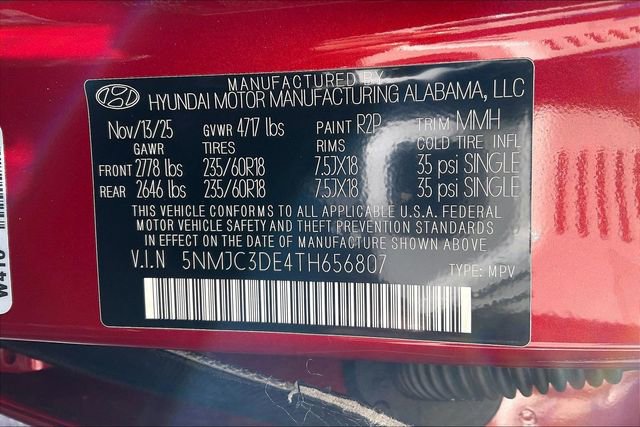 MANUFACTURED BY
HYUNDAI MOTOR MANUFACTURING ALABAMA, LLC
Nov/13/25 GVWR 4717 lbs PAINT R2P TRIM MMH
GAWR TIRES RIMS COLD TIRE INFL
FRONT 2778 lbs 235/60R18 7.5JX18 35 psi SINGLE
REAR 2646 lbs 235/60R18 7.5JX18 35 psi SINGLE
THIS VEHICLE CONFORMS TO ALL APPLICABLE U.S.A. FEDERAL
MOTOR VEHICLE SAFETY AND THEFT PREVENTION STANDARDS
IN EFFECT ON THE DATE OF MANUFACTURE SHOWN ABOVE
V.I.N 5NMJC3DE4TH656807 TYPE: MPV
W410